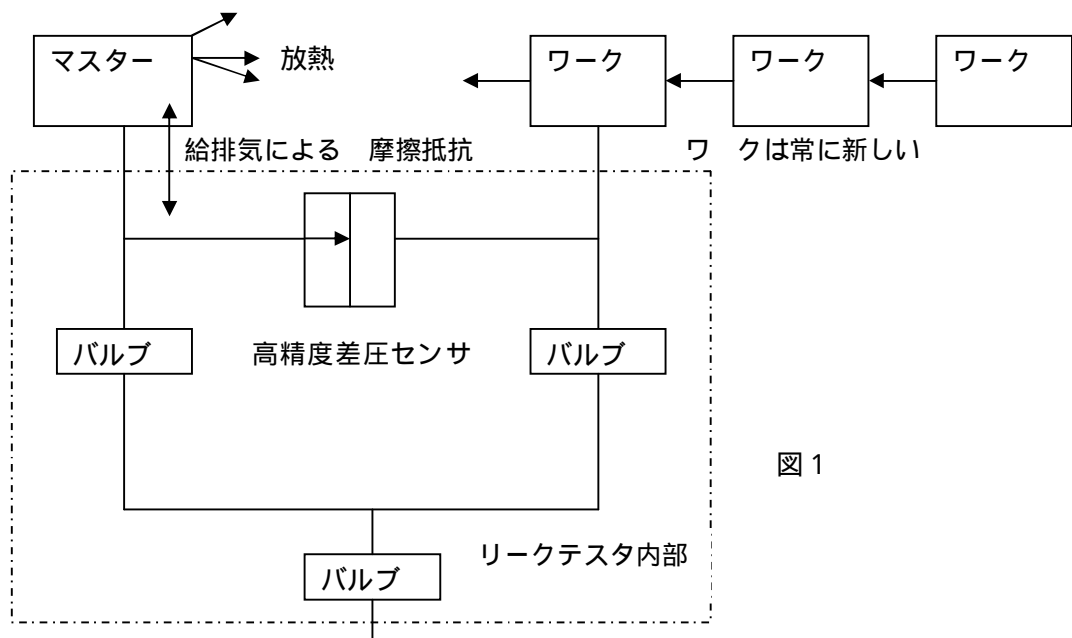 マスター
放熱
ワーク
ワーク
ワーク
給排気による 摩擦抵抗
ワ クは常に新しい
バルブ
高精度差圧センサ
バルブ
図1
リークテスタ内部
バルブ